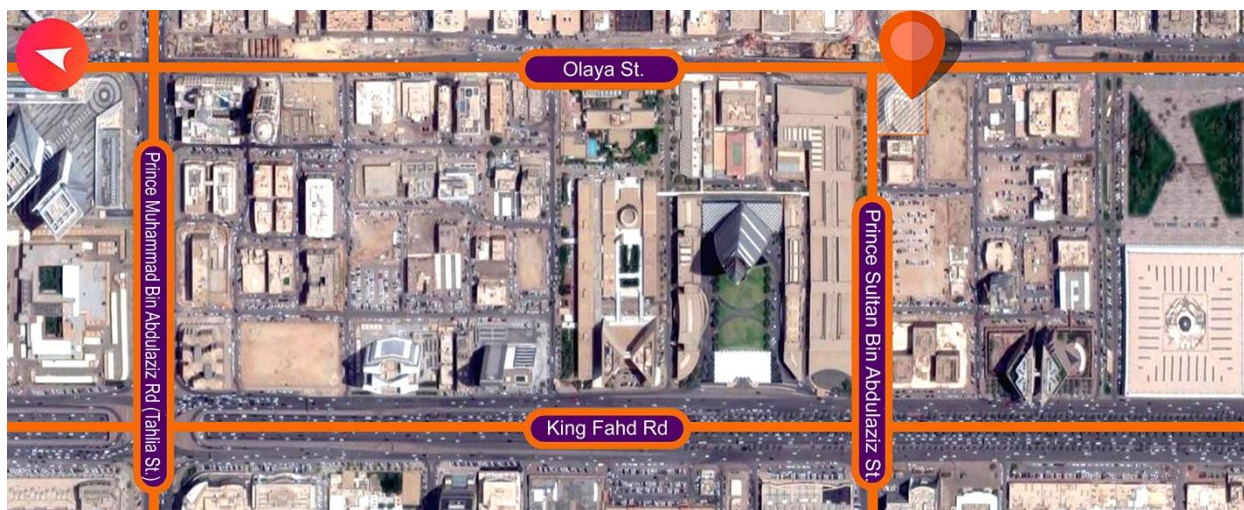 Olaya St.
Prince Muhammad Bin Abdulaziz Rd (Tahlia St.)
Prince Sultan Bin Abdulaziz St.
King Fahd Rd